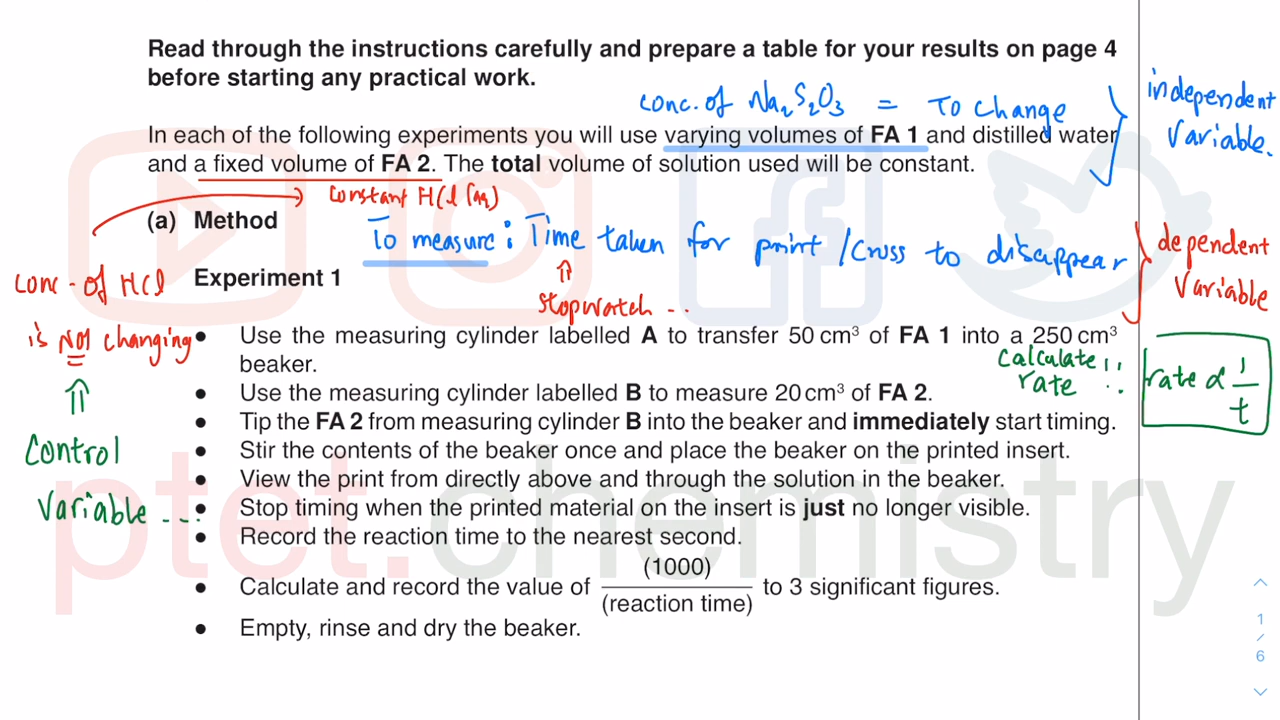 Read through the instructions carefully and prepare a table for your results on page 4
before starting any practical work.
conc. of Na₂S₂O₃ = To change
independent
Variable.
In each of the following experiments you will use varying volumes of FA 1 and distilled water
and a fixed volume of FA 2. The total volume of solution used will be constant.
constant HCl (aq)
(a) Method
To measure : Time taken for print / Cross to disappear
dependent
Variable
conc. of HCl
is NOT changing
Control
Variable ...
Experiment 1
stopwatch ..
• Use the measuring cylinder labelled A to transfer 50 cm³ of FA 1 into a 250 cm³
beaker.
Calculate
rate
rate ∝ 1/t
• Use the measuring cylinder labelled B to measure 20 cm³ of FA 2.
• Tip the FA 2 from measuring cylinder B into the beaker and immediately start timing.
• Stir the contents of the beaker once and place the beaker on the printed insert.
• View the print from directly above and through the solution in the beaker.
• Stop timing when the printed material on the insert is just no longer visible.
• Record the reaction time to the nearest second.
• Calculate and record the value of (1000)/(reaction time) to 3 significant figures.
• Empty, rinse and dry the beaker.
ptet.chemistry
1
/
6